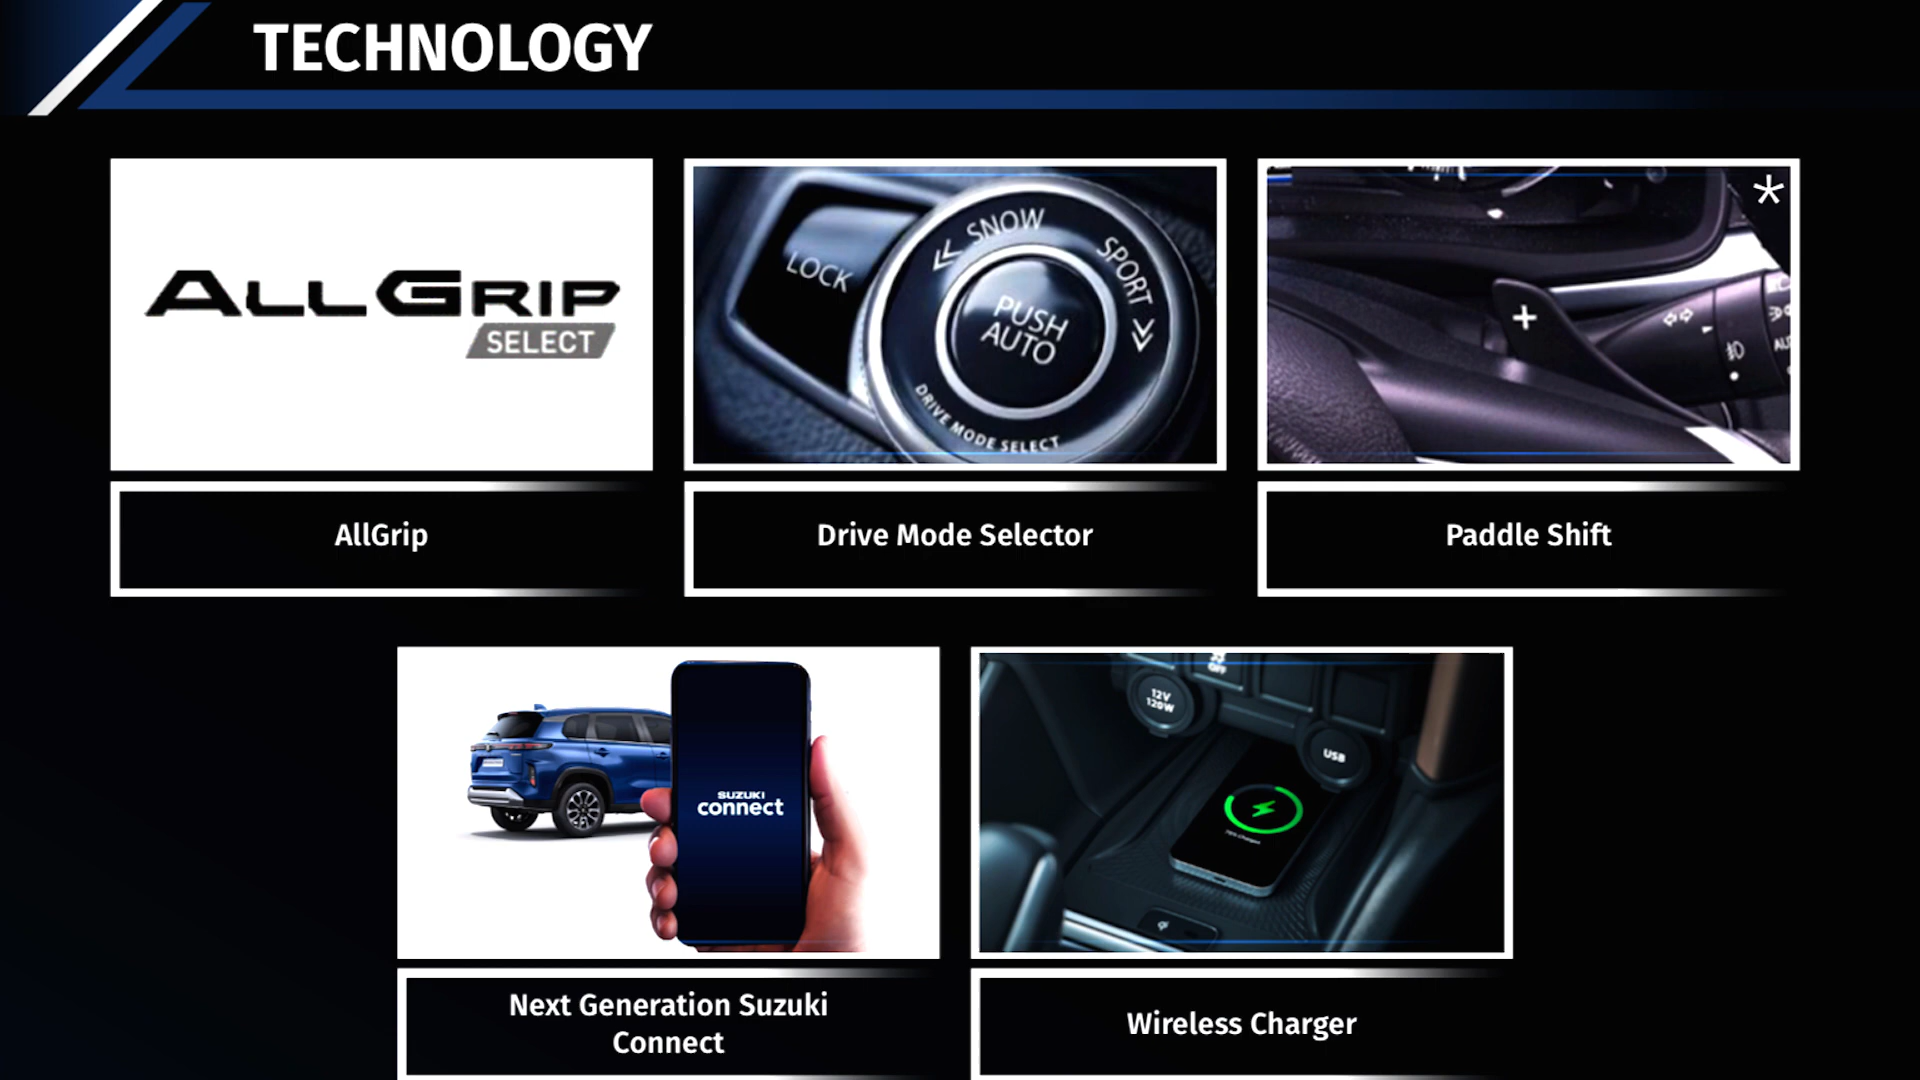 TECHNOLOGY
ALLGRIP
SELECT
LOCK
SNOW
SPORT
PUSH
AUTO
DRIVE MODE SELECT
*
+
AllGrip
Drive Mode Selector
Paddle Shift
SUZUKI
connect
OFF
12V
120W
USB
Next Generation Suzuki
Connect
Wireless Charger